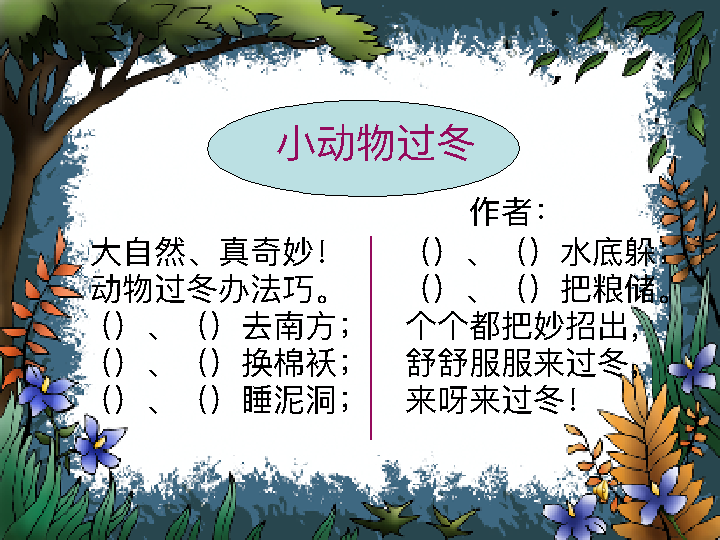 小动物过冬
作者：
大自然、真奇妙！
动物过冬办法巧。
（）、（）去南方；
（）、（）换棉袄；
（）、（）睡泥洞；
（）、（）水底躲；
（）、（）把粮储。
个个都把妙招出，
舒舒服服来过冬，
来呀来过冬！